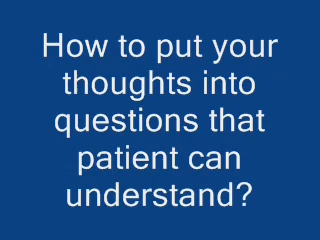 How to put your
thoughts into
questions that
patient can
understand?